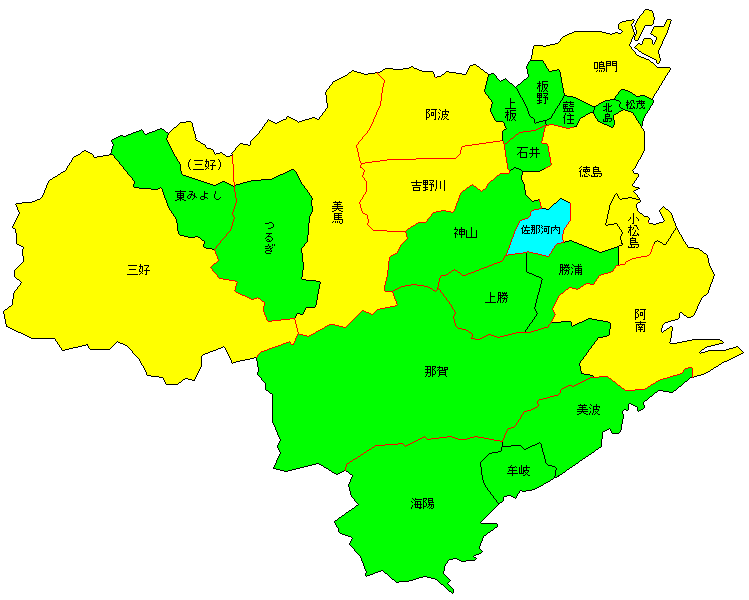 鳴門
板野
上板
藍住
北島
松茂
阿波
石井
(三好)
徳島
吉野川
東みよし
美馬
つるぎ
小松島
神山
佐那河内
三好
勝浦
上勝
阿南
那賀
美波
牟岐
海陽